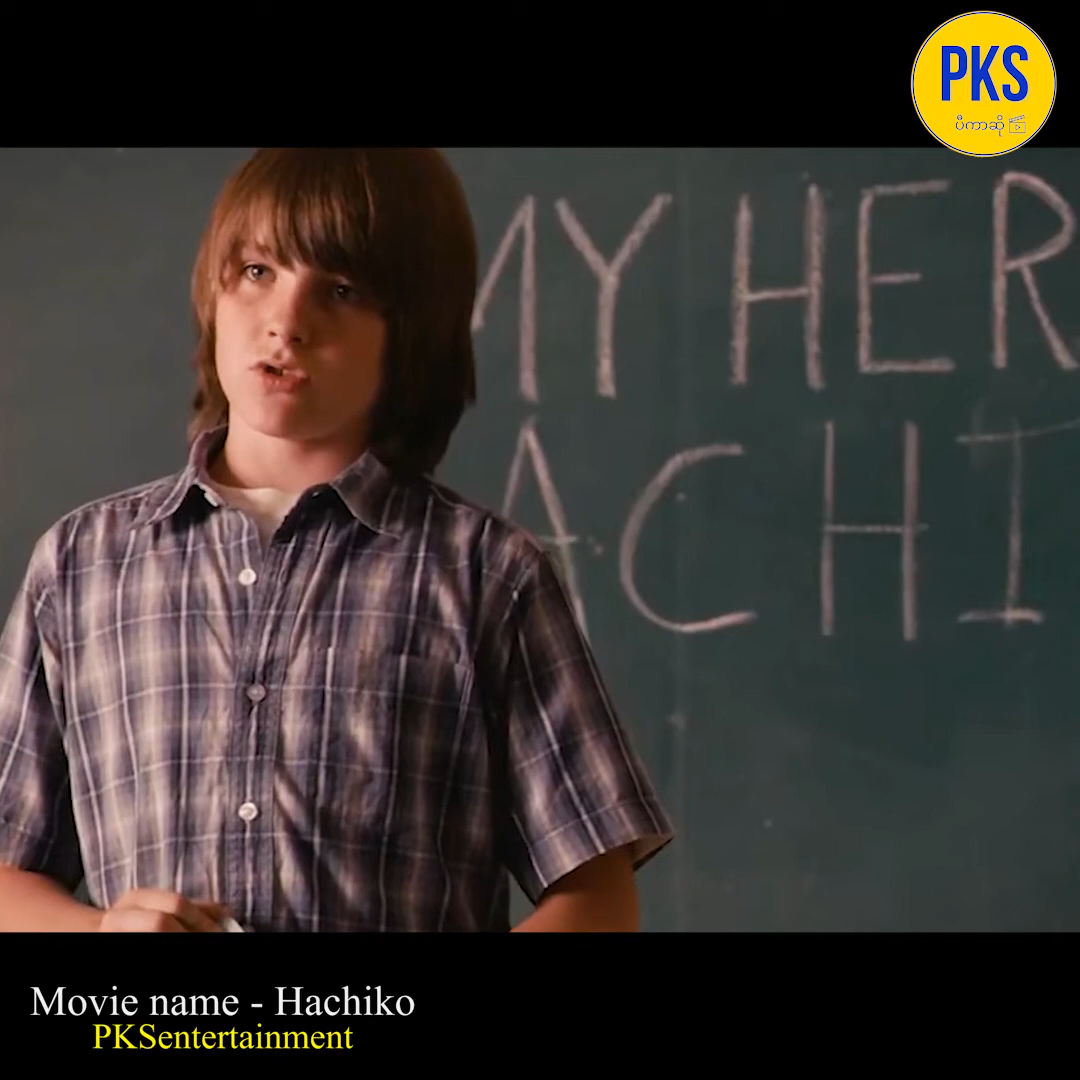 PKS
ပီကာဆို
MY HER
ACHI
Movie name - Hachiko
PKSentertainment